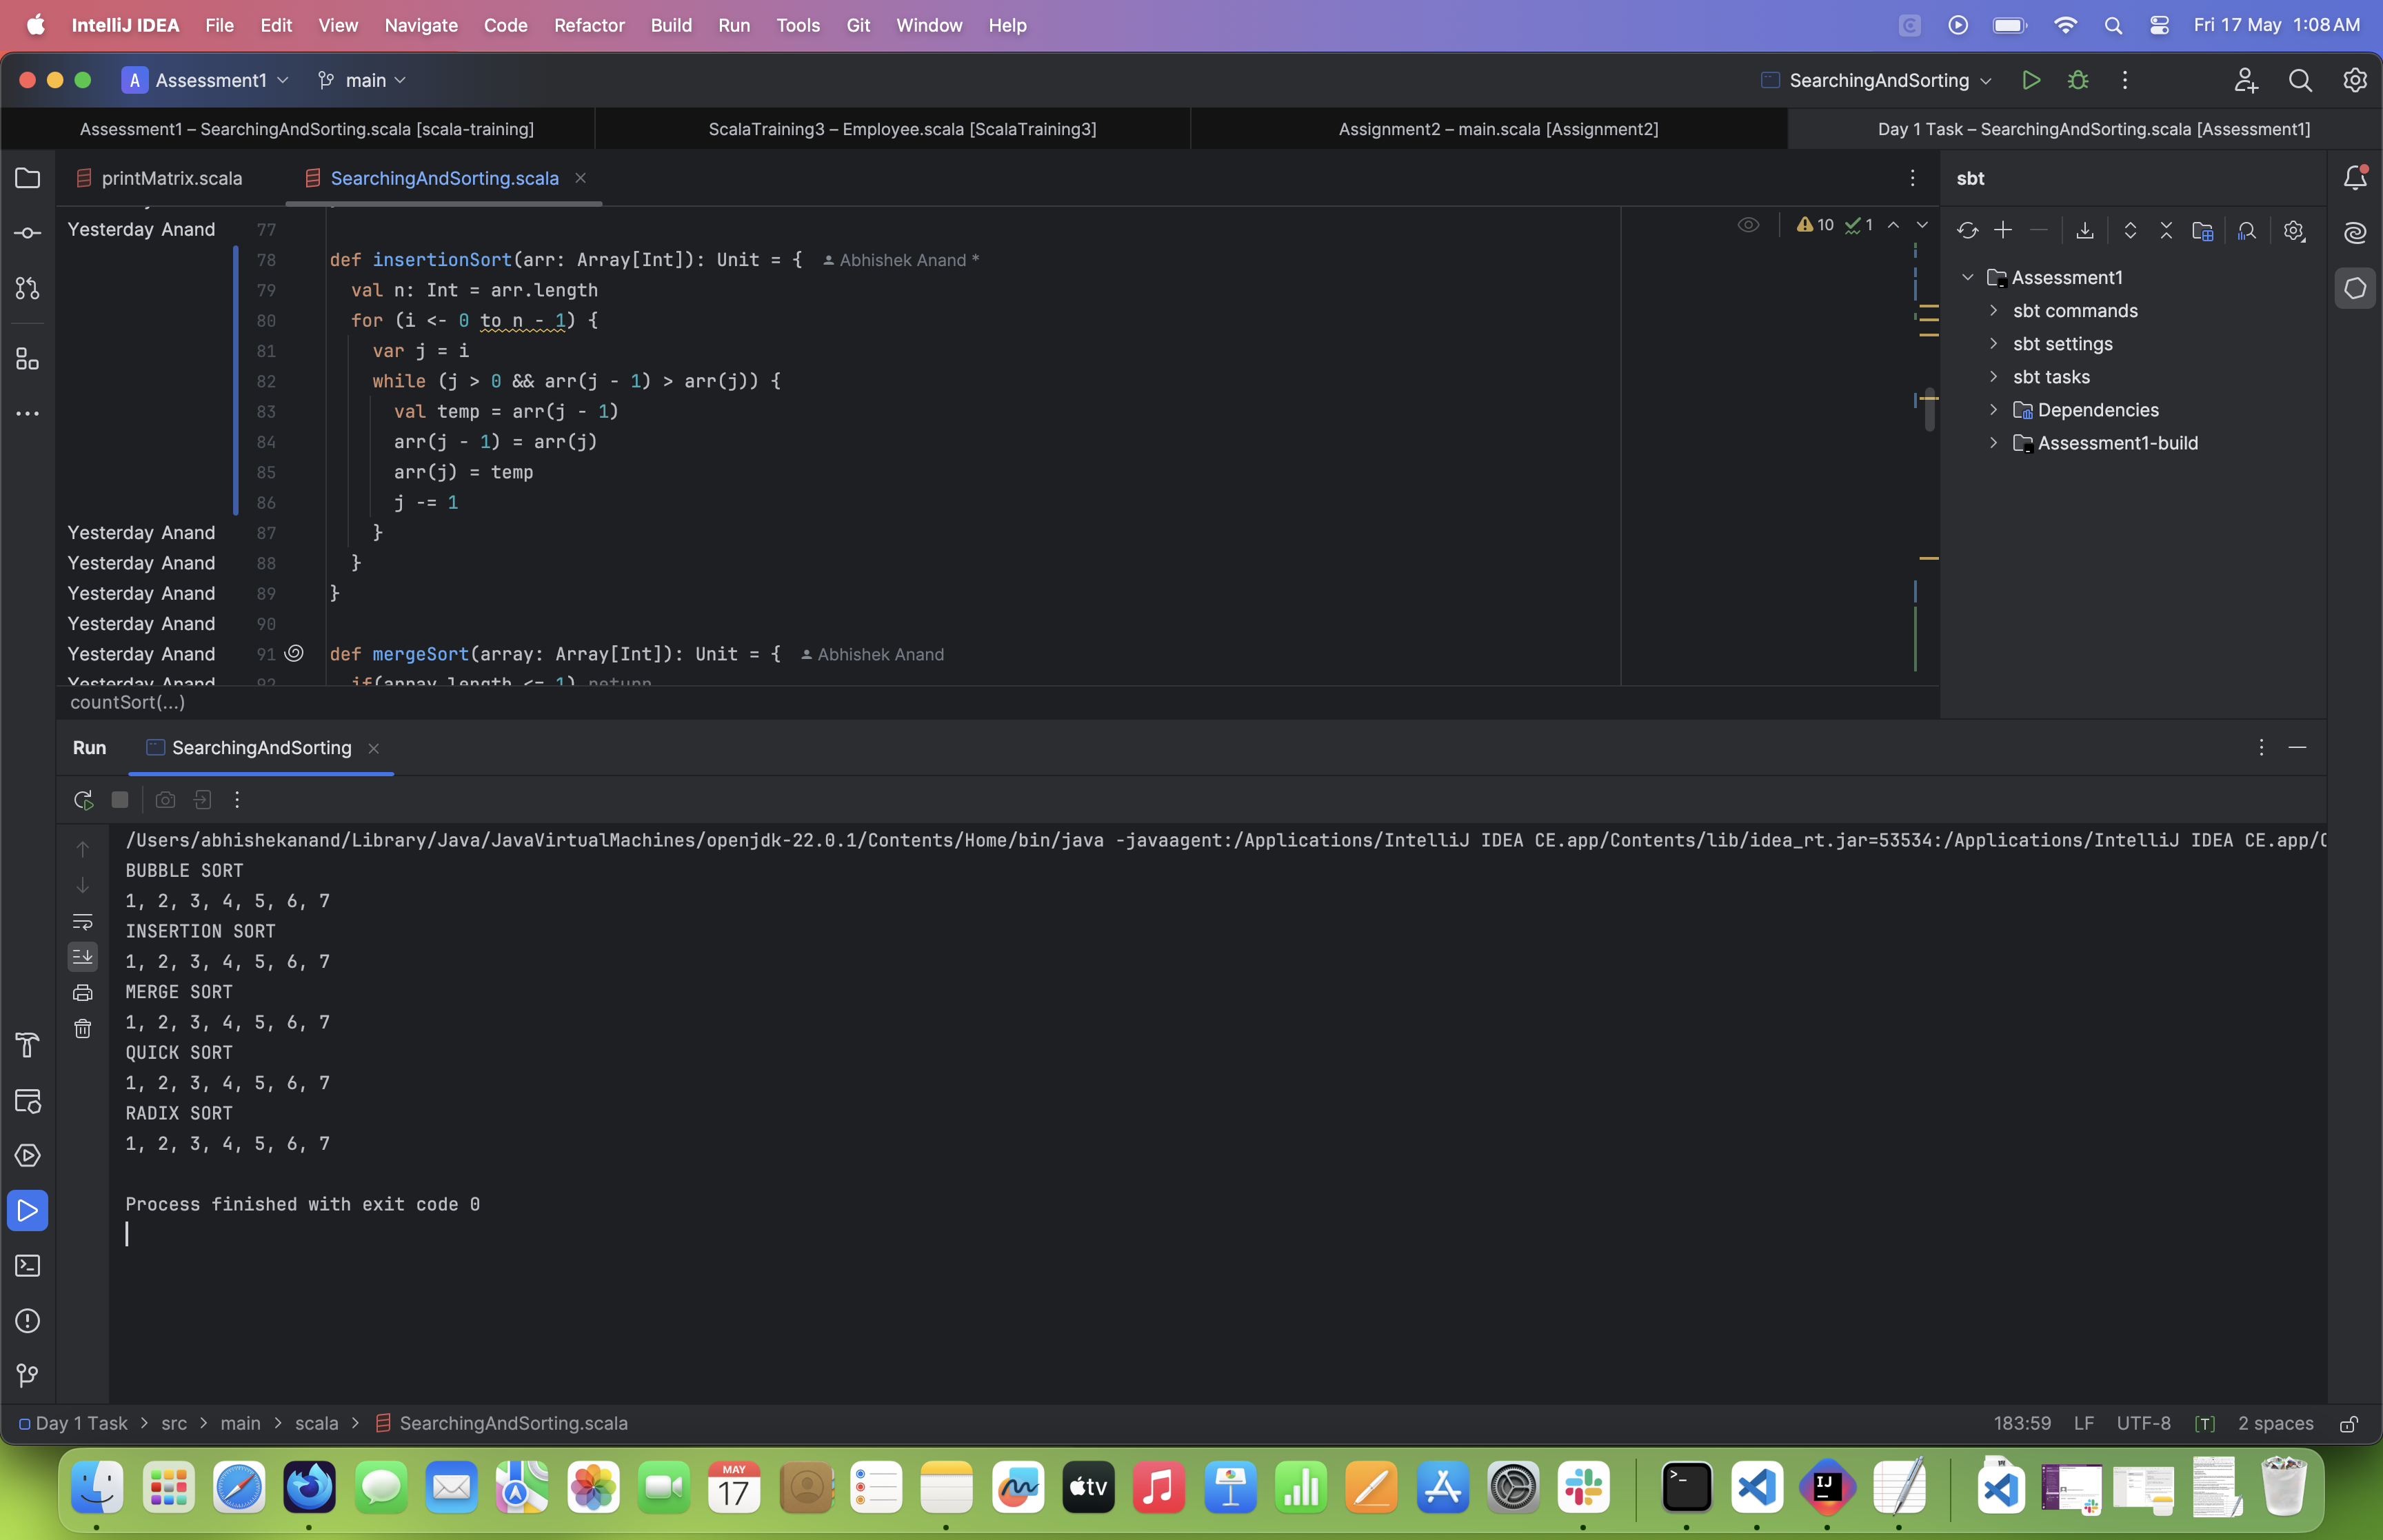 IntelliJ IDEA File Edit View Navigate Code Refactor Build Run Tools Git Window Help Fri 17 May 1:08 AM
A Assessment1 main SearchingAndSorting
Assessment1 – SearchingAndSorting.scala [scala-training] ScalaTraining3 – Employee.scala [ScalaTraining3] Assignment2 – main.scala [Assignment2] Day 1 Task – SearchingAndSorting.scala [Assessment1]
printMatrix.scala SearchingAndSorting.scala
10 1
Yesterday Anand 77
78 def insertionSort(arr: Array[Int]): Unit = { Abhishek Anand *
79 val n: Int = arr.length
80 for (i <- 0 to n - 1) {
81 var j = i
82 while (j > 0 && arr(j - 1) > arr(j)) {
83 val temp = arr(j - 1)
84 arr(j - 1) = arr(j)
85 arr(j) = temp
86 j -= 1
Yesterday Anand 87 }
Yesterday Anand 88 }
Yesterday Anand 89 }
Yesterday Anand 90
Yesterday Anand 91 def mergeSort(array: Array[Int]): Unit = { Abhishek Anand
Yesterday Anand 92 if(array.length <= 1) return
countSort(...)
sbt
Assessment1
sbt commands
sbt settings
sbt tasks
Dependencies
Assessment1-build
Run SearchingAndSorting
/Users/abhishekanand/Library/Java/JavaVirtualMachines/openjdk-22.0.1/Contents/Home/bin/java -javaagent:/Applications/IntelliJ IDEA CE.app/Contents/lib/idea_rt.jar=53534:/Applications/IntelliJ IDEA CE.app/
BUBBLE SORT
1, 2, 3, 4, 5, 6, 7
INSERTION SORT
1, 2, 3, 4, 5, 6, 7
MERGE SORT
1, 2, 3, 4, 5, 6, 7
QUICK SORT
1, 2, 3, 4, 5, 6, 7
RADIX SORT
1, 2, 3, 4, 5, 6, 7
Process finished with exit code 0
Day 1 Task > src > main > scala > SearchingAndSorting.scala 183:59 LF UTF-8 [T] 2 spaces
MAY
17
tv
IJ